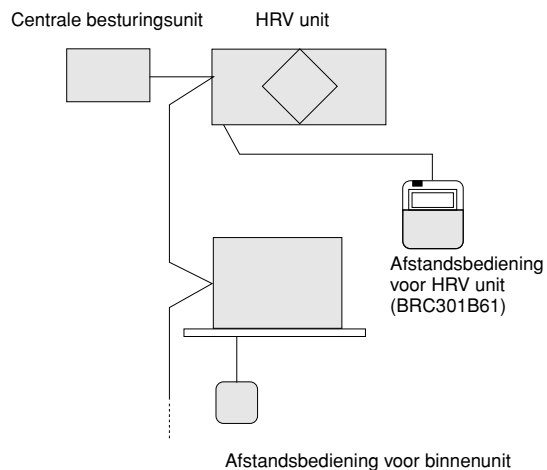 Centrale besturingsunit
HRV unit
Afstandsbediening
voor HRV unit
(BRC301B61)
Afstandsbediening voor binnenunit